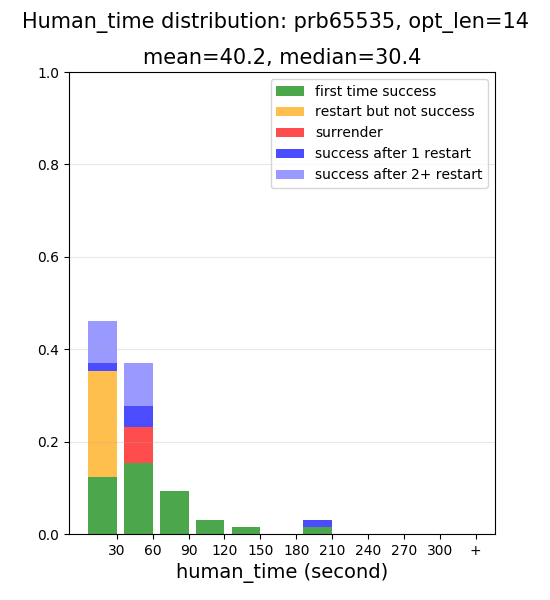 Human_time distribution: prb65535, opt_len=14
mean=40.2, median=30.4
1.0
0.8
0.6
0.4
0.2
0.0
first time success
restart but not success
surrender
success after 1 restart
success after 2+ restart
30 60 90 120 150 180 210 240 270 300 +
human_time (second)